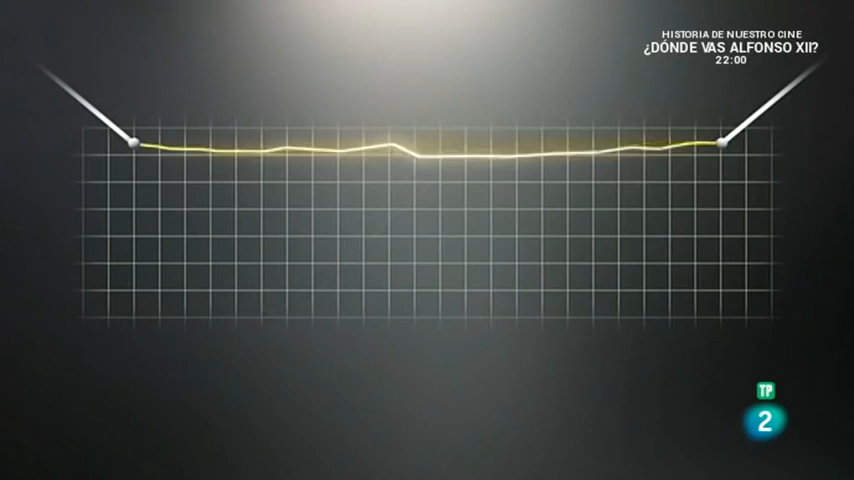 HISTORIA DE NUESTRO CINE
¿DÓNDE VAS ALFONSO XII?
22:00
TP
2